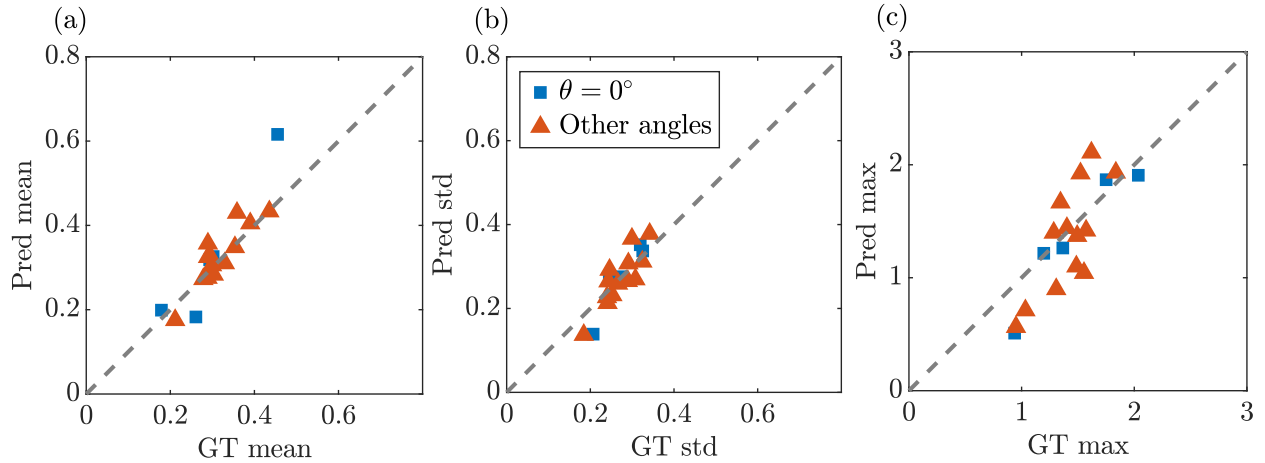 (a)
0.8
0.6
0.4
0.2
0
0 0.2 0.4 0.6
Pred mean
GT mean
(b)
0.8
0.6
0.4
0.2
0
0 0.2 0.4 0.6
Pred std
GT std
θ = 0°
Other angles
(c)
3
2
1
0
0 1 2 3
Pred max
GT max